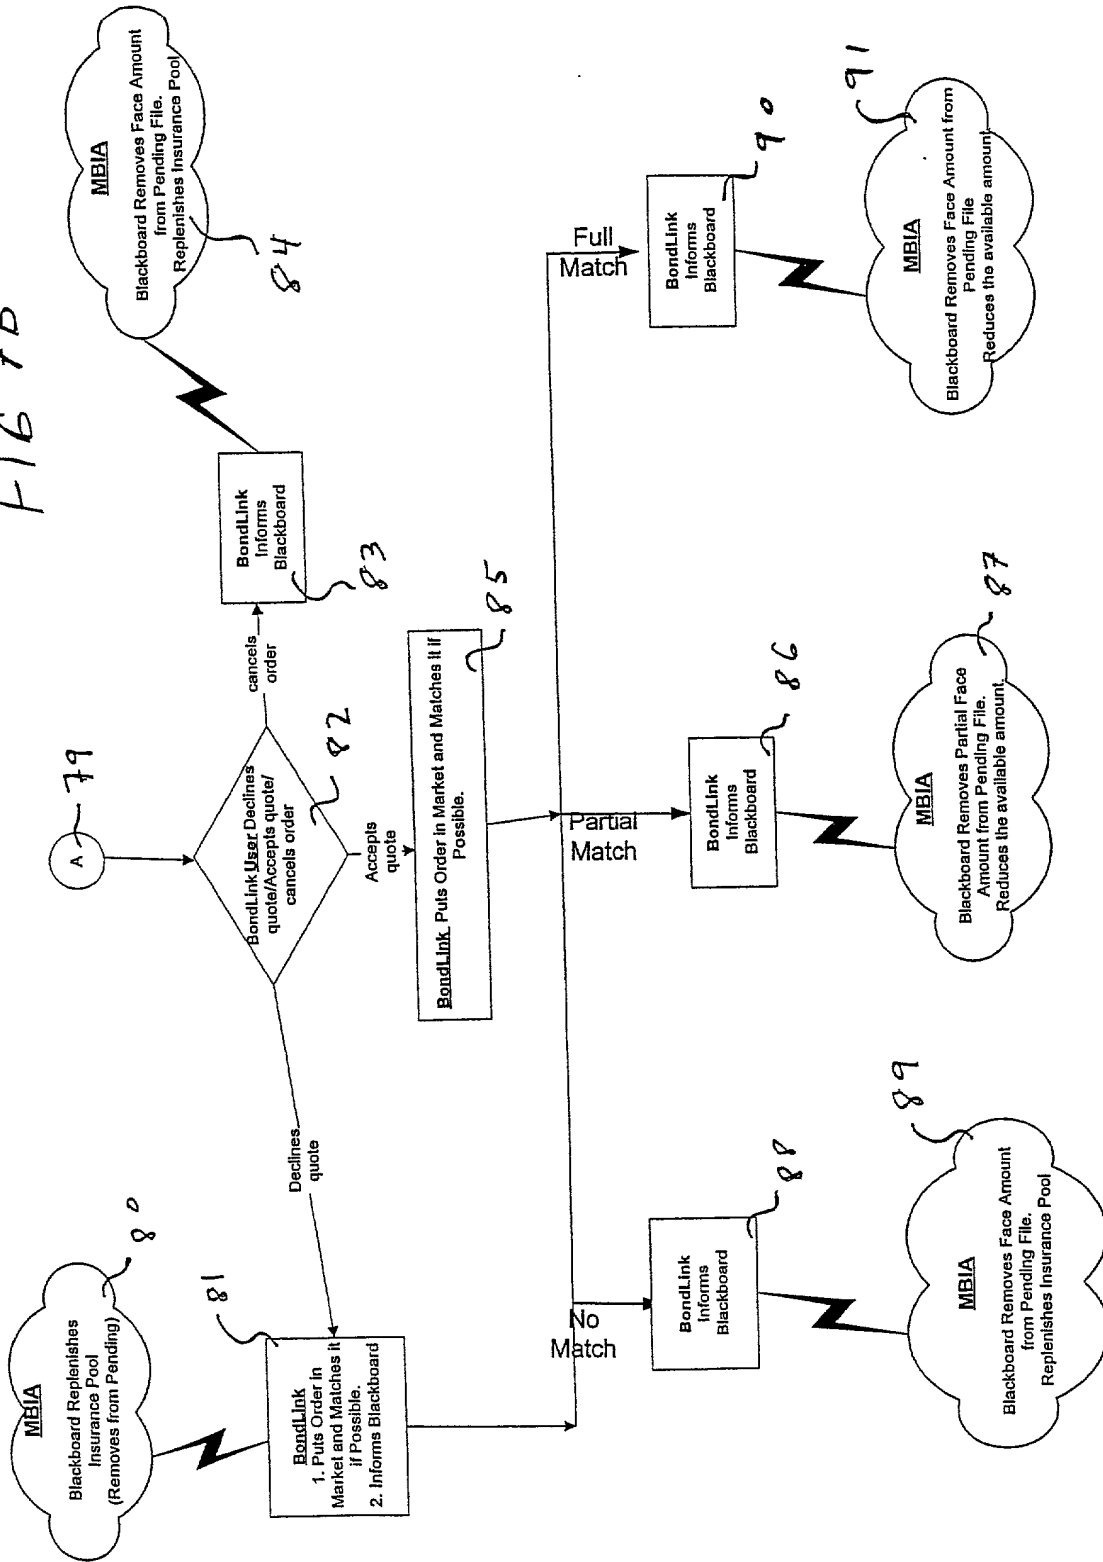 FIG 7B
A
79
BondLink User Declines
quote/Accepts quote/
cancels order
82
cancels
order
BondLink
Informs
Blackboard
83
MBIA
Blackboard Removes Face Amount
from Pending File.
Replenishes Insurance Pool
84
Declines
quote
MBIA
Blackboard Replenishes
Insurance Pool
(Removes from Pending)
80
BondLink
1. Puts Order in
Market and Matches it
if Possible.
2. Informs Blackboard
81
Accepts
quote
BondLink Puts Order in Market and Matches it if
Possible.
85
No
Match
BondLink
Informs
Blackboard
88
MBIA
Blackboard Removes Face Amount
from Pending File.
Replenishes Insurance Pool
89
Partial
Match
BondLink
Informs
Blackboard
86
MBIA
Blackboard Removes Partial Face
Amount from Pending File.
Reduces the available amount.
87
Full
Match
BondLink
Informs
Blackboard
90
MBIA
Blackboard Removes Face Amount from
Pending File
Reduces the available amount.
91